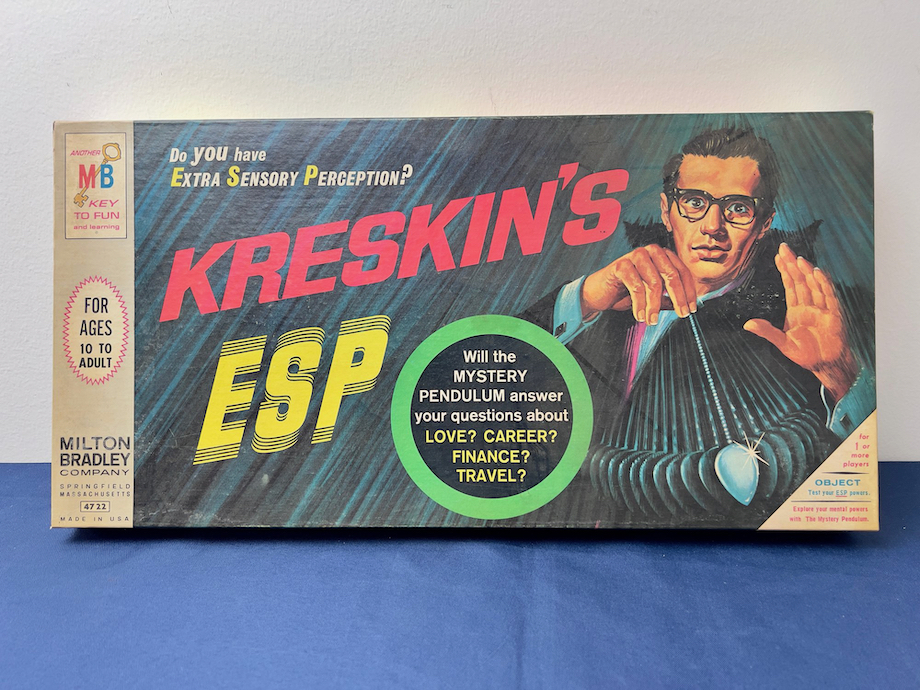 ANOTHER
MB
KEY
TO FUN
and learning
FOR
AGES
10 TO
ADULT
MILTON
BRADLEY
COMPANY
SPRINGFIELD
MASSACHUSETTS
4722
MADE IN USA
Do you have
EXTRA SENSORY PERCEPTION?
KRESKIN'S
ESP
Will the
MYSTERY
PENDULUM answer
your questions about
LOVE? CAREER?
FINANCE?
TRAVEL?
for
1 or
more
players
OBJECT
Test your ESP powers.
Explore your mental powers
with The Mystery Pendulum.